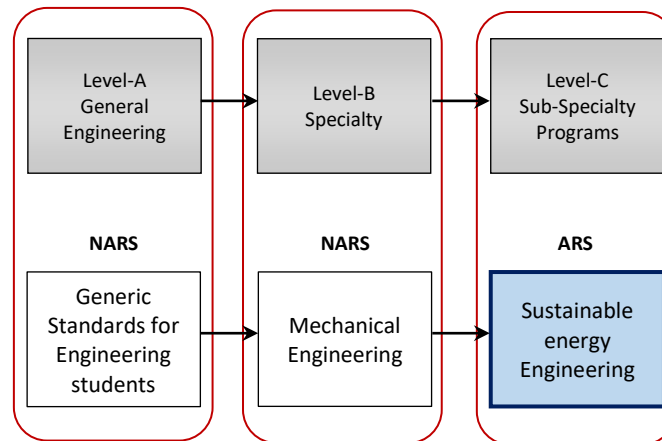 Level-A
General
Engineering
Level-B
Specialty
Level-C
Sub-Specialty
Programs
NARS
NARS
ARS
Generic
Standards for
Engineering
students
Mechanical
Engineering
Sustainable
energy
Engineering